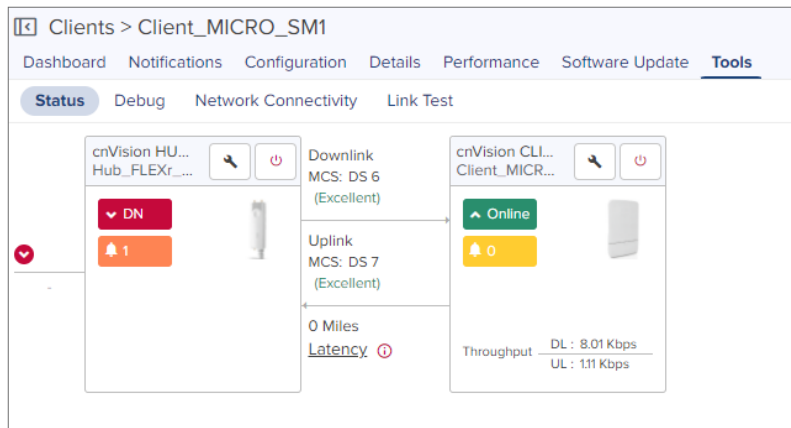 Clients > Client_MICRO_SM1
Dashboard Notifications Configuration Details Performance Software Update Tools
Status Debug Network Connectivity Link Test
cnVision HU...
Hub_FLEXr_...
DN
1
-
Downlink
MCS: DS 6
(Excellent)
Uplink
MCS: DS 7
(Excellent)
0 Miles
Latency
cnVision CLI...
Client_MICR...
Online
0
Throughput
DL : 8.01 Kbps
UL : 1.11 Kbps